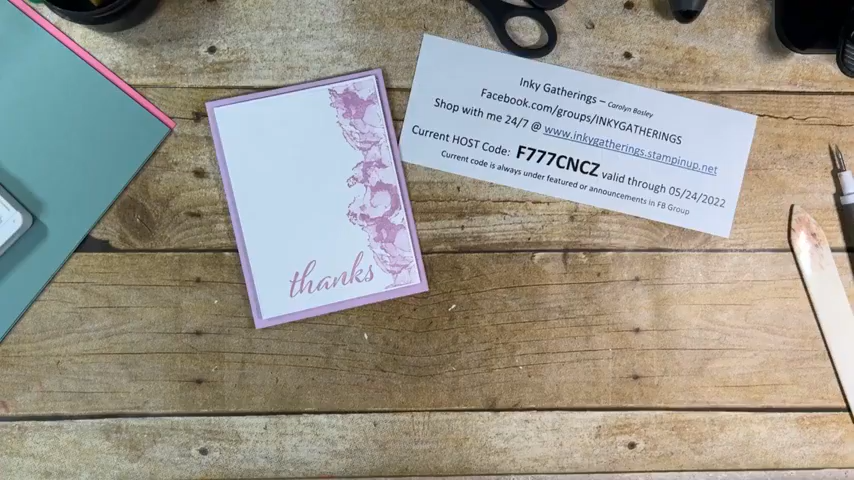 Inky Gatherings – Carolyn Bosley
Facebook.com/groups/INKYGATHERINGS
Shop with me 24/7 @ www.inkygatherings.stampinup.net
Current HOST Code: F777CNCZ valid through 05/24/2022
Current code is always under featured or announcements in FB Group
thanks